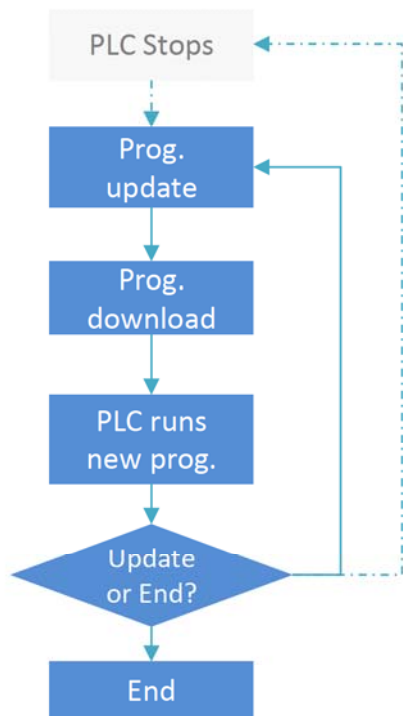 PLC Stops
Prog.
update
Prog.
download
PLC runs
new prog.
Update
or End?
End